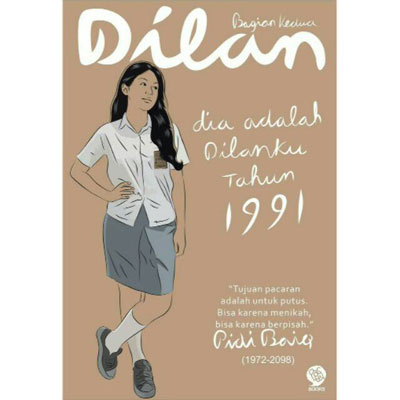 Dilan
Bagian Kedua
dia adalah
Dilanku
Tahun
1991
"Tujuan pacaran
adalah untuk putus.
Bisa karena menikah,
bisa karena berpisah."
Pidi Baiq
(1972-2098)